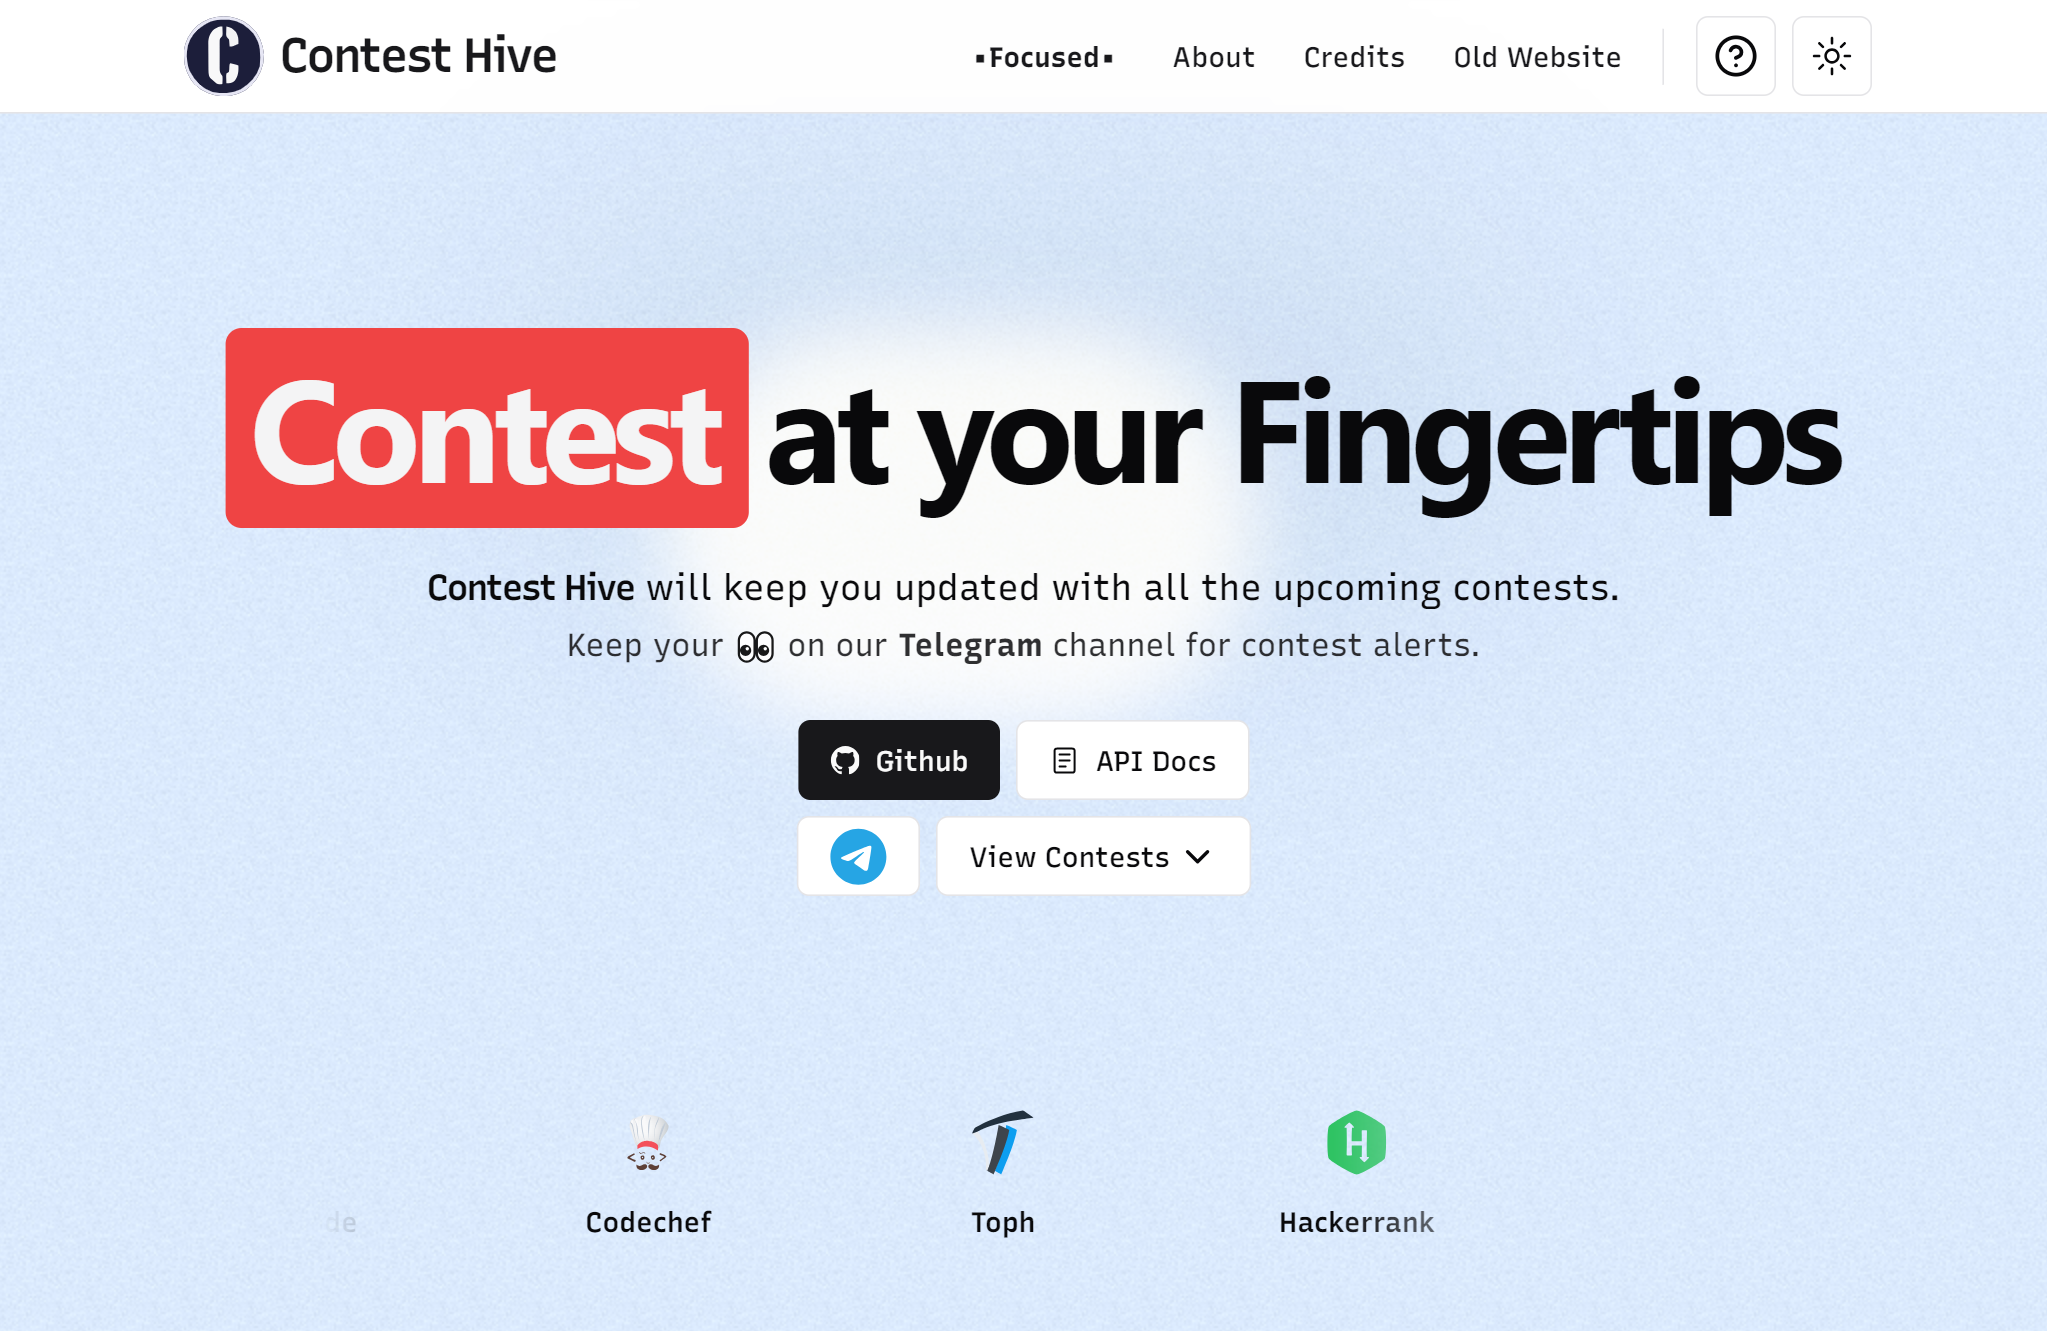 Contest Hive
▪Focused▪ About Credits Old Website
Contest at your Fingertips
Contest Hive will keep you updated with all the upcoming contests.
Keep your 👀 on our Telegram channel for contest alerts.
Github API Docs
View Contests
de Codechef Toph Hackerrank